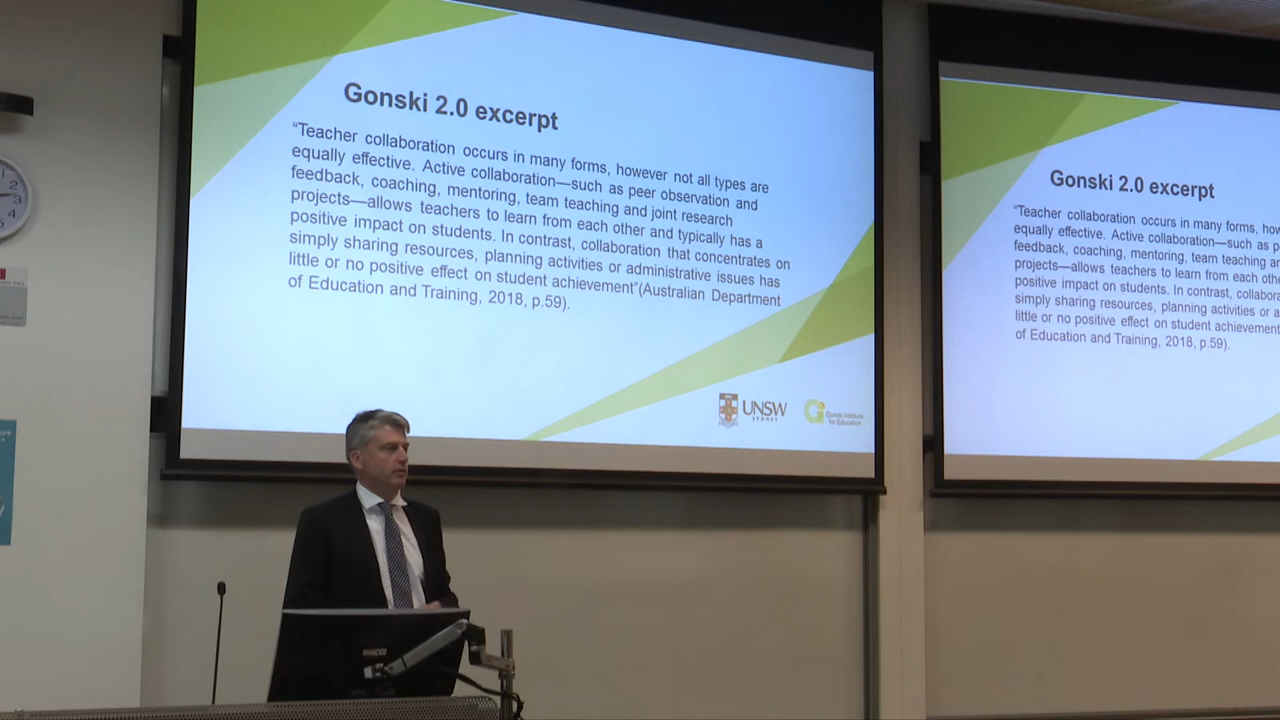 Gonski 2.0 excerpt
“Teacher collaboration occurs in many forms, however not all types are
equally effective. Active collaboration—such as peer observation and
feedback, coaching, mentoring, team teaching and joint research
projects—allows teachers to learn from each other and typically has a
positive impact on students. In contrast, collaboration that concentrates on
simply sharing resources, planning activities or administrative issues has
little or no positive effect on student achievement”(Australian Department
of Education and Training, 2018, p.59).
UNSW
SYDNEY
Gonski Institute
for Education
Gonski 2.0 excerpt
“Teacher collaboration occurs in many forms, how
equally effective. Active collaboration—such as p
feedback, coaching, mentoring, team teaching an
projects—allows teachers to learn from each othe
positive impact on students. In contrast, collabora
simply sharing resources, planning activities or a
little or no positive effect on student achievement
of Education and Training, 2018, p.59).
1
2
3
4
5